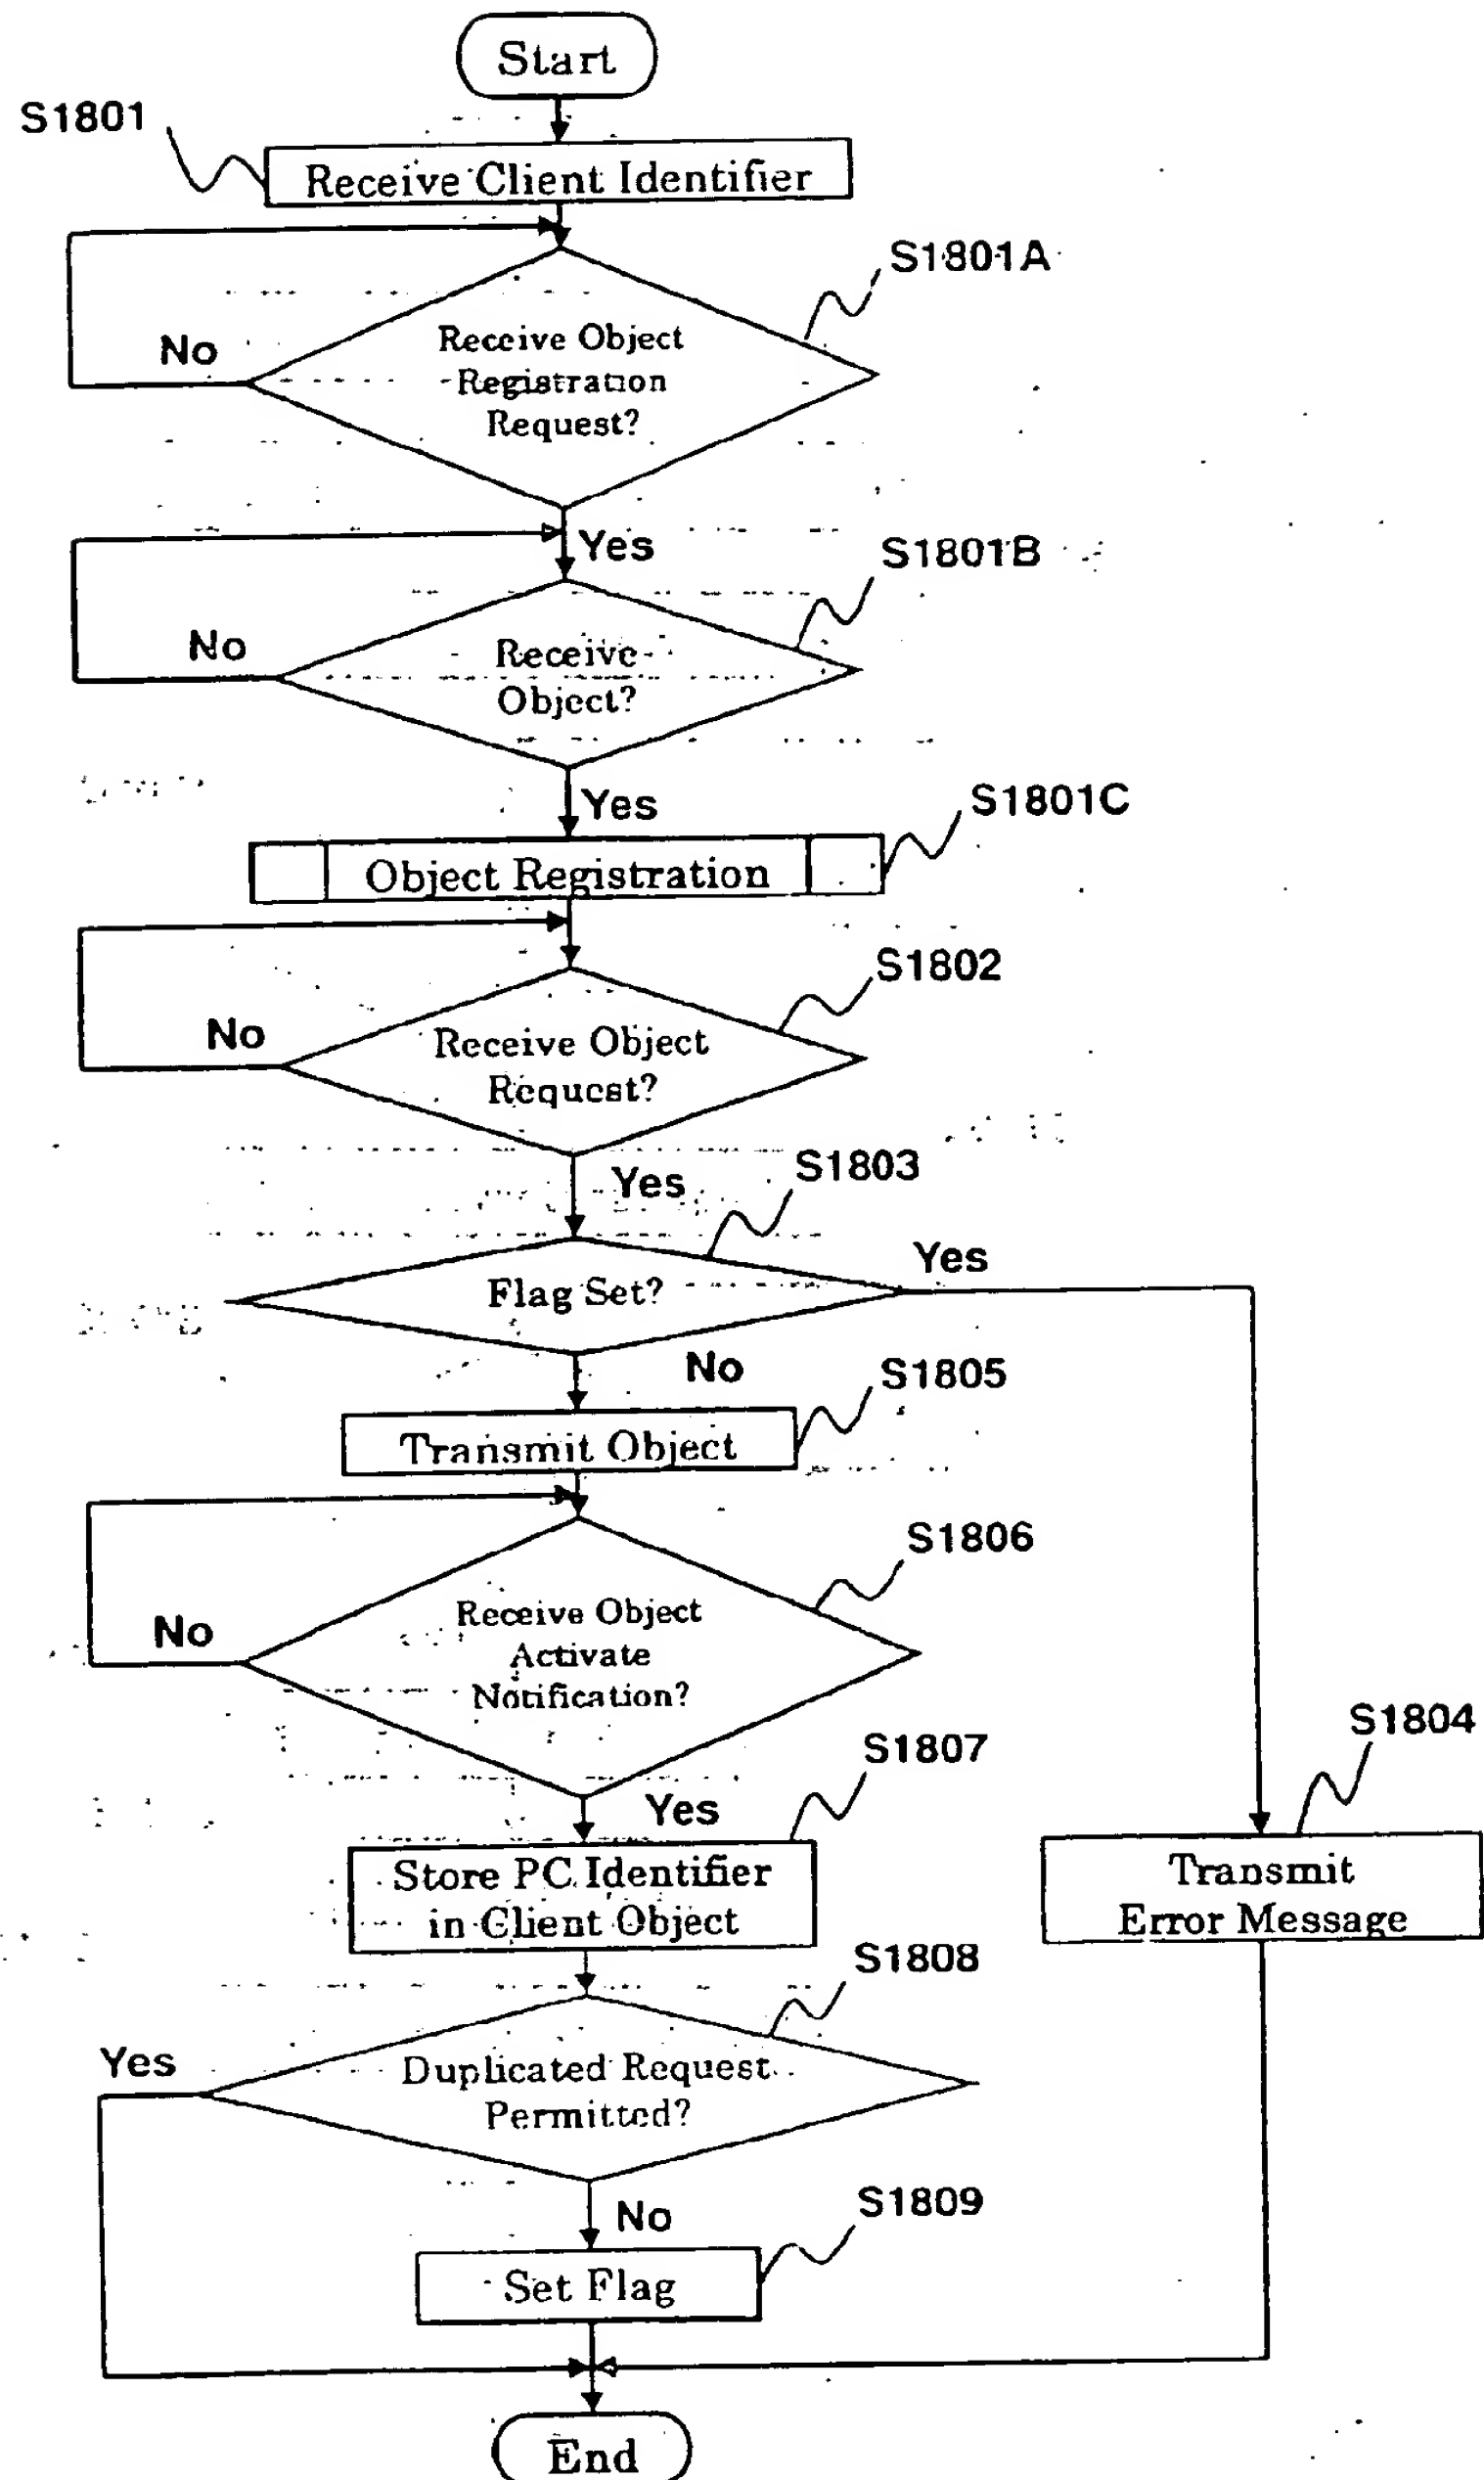 Start
S1801
Receive Client Identifier
S1801A
No
Receive Object
Registration
Request?
Yes
S1801B
No
Receive
Object?
Yes
S1801C
Object Registration
S1802
No
Receive Object
Request?
Yes
S1803
Yes
Flag Set?
No
S1805
Transmit Object
S1806
No
Receive Object
Activate
Notification?
S1804
S1807
Yes
Store PC Identifier
in Client Object
Transmit
Error Message
S1808
Yes
Duplicated Request
Permitted?
No
S1809
Set Flag
End